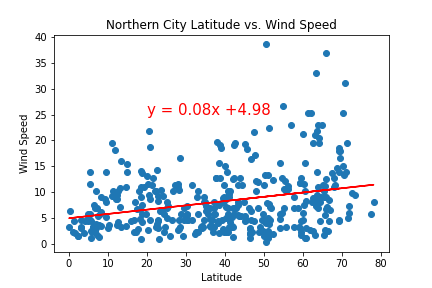 Northern City Latitude vs. Wind Speed
40
35
30
25
20
15
10
5
0
Wind Speed
y = 0.08x +4.98
0 10 20 30 40 50 60 70 80
Latitude